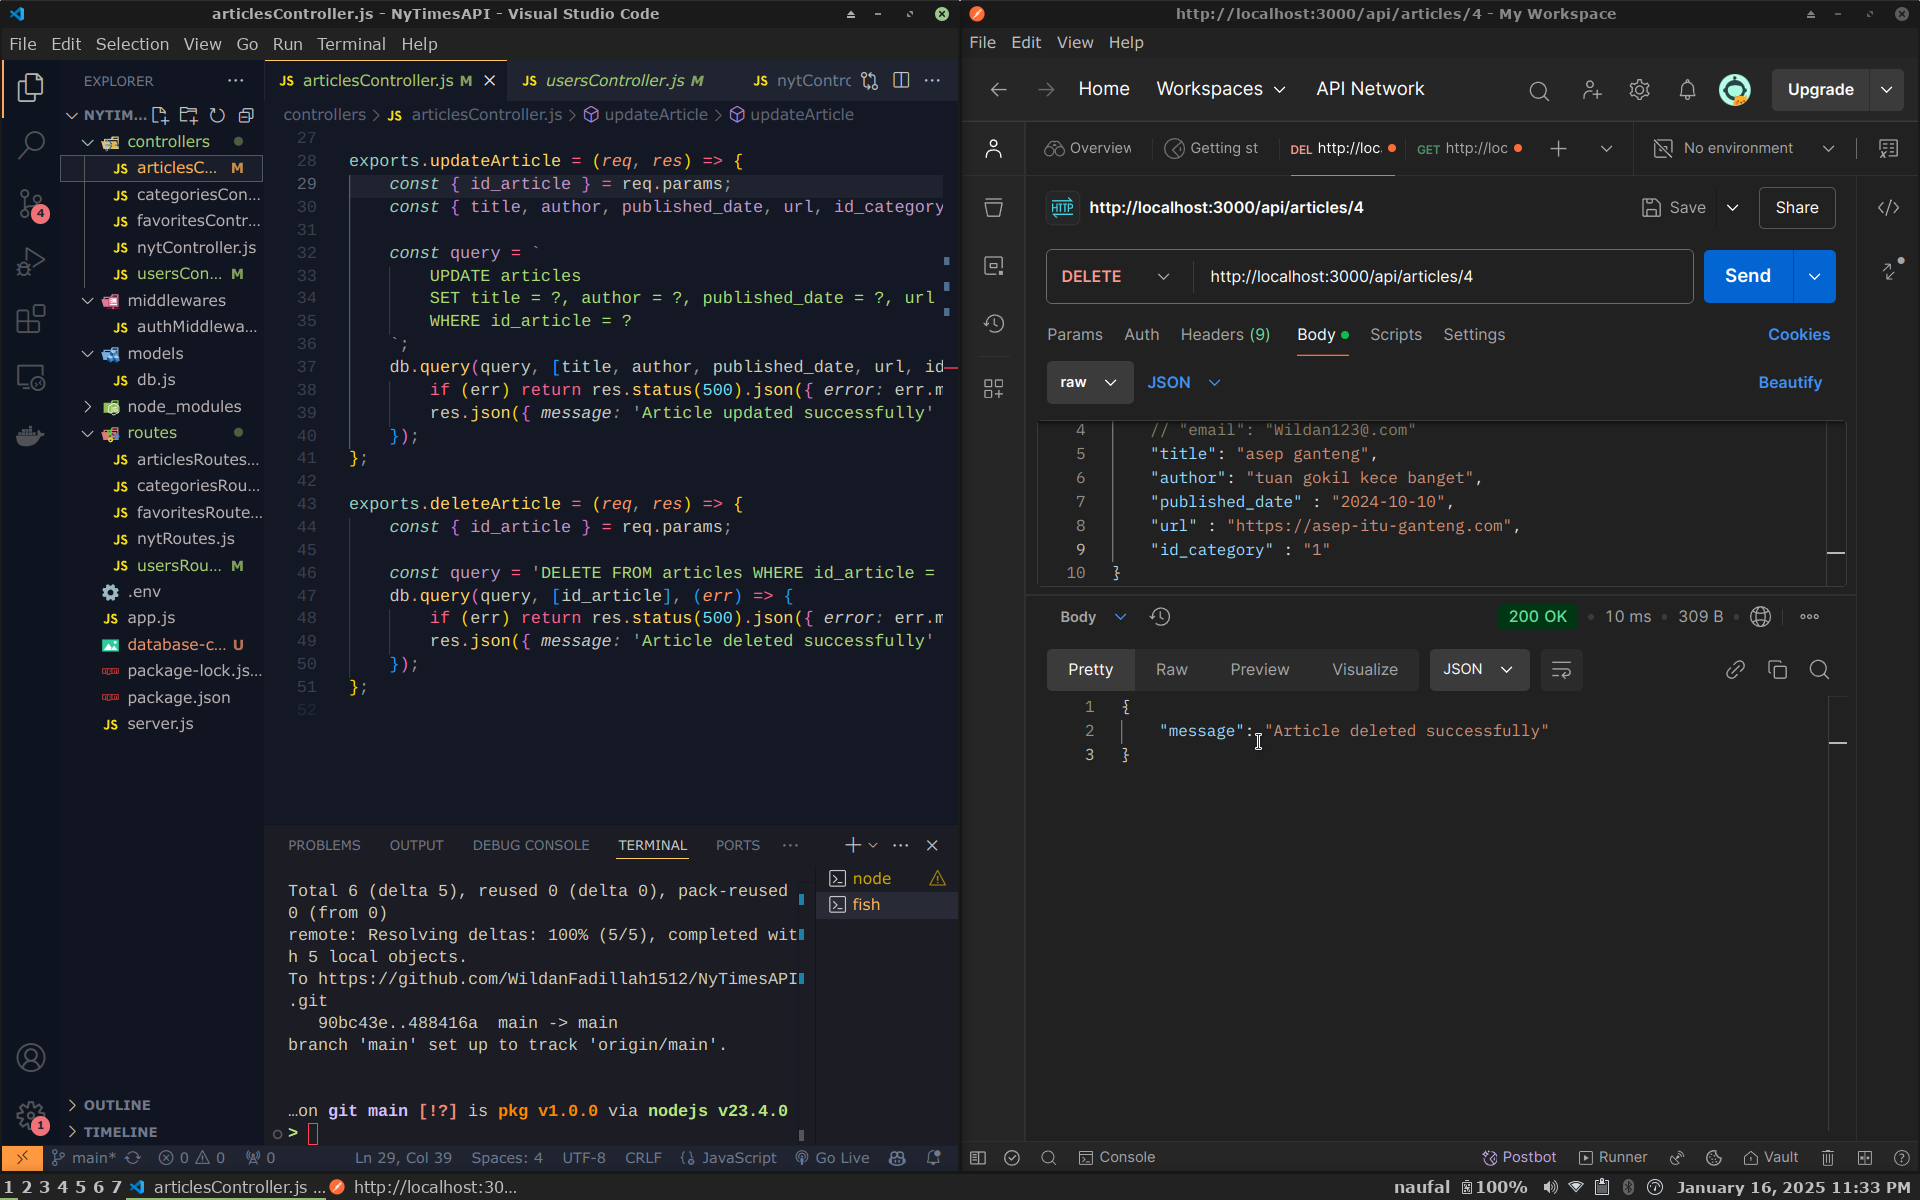 articlesController.js - NyTimesAPI - Visual Studio Code
File Edit Selection View Go Run Terminal Help
EXPLORER
NYTIM...
controllers
articlesC... M
categoriesCon...
favoritesContr...
nytController.js
usersCon... M
middlewares
authMiddlewa...
models
db.js
node_modules
routes
articlesRoutes...
categoriesRou...
favoritesRoute...
nytRoutes.js
usersRou... M
.env
app.js
database-c... U
package-lock.js...
package.json
server.js
OUTLINE
TIMELINE
4
1
articlesController.js M
usersController.js M
nytContro
controllers > articlesController.js > updateArticle > updateArticle
27
28 exports.updateArticle = (req, res) => {
29 const { id_article } = req.params;
30 const { title, author, published_date, url, id_category
31
32 const query = `
33 UPDATE articles
34 SET title = ?, author = ?, published_date = ?, url
35 WHERE id_article = ?
36 `;
37 db.query(query, [title, author, published_date, url, id
38 if (err) return res.status(500).json({ error: err.m
39 res.json({ message: 'Article updated successfully'
40 });
41 };
42
43 exports.deleteArticle = (req, res) => {
44 const { id_article } = req.params;
45
46 const query = 'DELETE FROM articles WHERE id_article =
47 db.query(query, [id_article], (err) => {
48 if (err) return res.status(500).json({ error: err.m
49 res.json({ message: 'Article deleted successfully'
50 });
51 };
52
PROBLEMS OUTPUT DEBUG CONSOLE TERMINAL PORTS
node
fish
Total 6 (delta 5), reused 0 (delta 0), pack-reused
0 (from 0)
remote: Resolving deltas: 100% (5/5), completed wit
h 5 local objects.
To https://github.com/WildanFadillah1512/NyTimesAPI
.git
90bc43e..488416a main -> main
branch 'main' set up to track 'origin/main'.
…on git main [!?] is pkg v1.0.0 via nodejs v23.4.0
>
main* 0 0 0 Ln 29, Col 39 Spaces: 4 UTF-8 CRLF JavaScript Go Live
http://localhost:3000/api/articles/4 - My Workspace
File Edit View Help
Home Workspaces API Network Upgrade
Overview Getting st DEL http://loc. GET http://loc No environment
HTTP http://localhost:3000/api/articles/4 Save Share
DELETE http://localhost:3000/api/articles/4 Send
Params Auth Headers (9) Body Scripts Settings Cookies
raw JSON Beautify
4 // "email": "Wildan123@.com"
5 "title": "asep ganteng",
6 "author": "tuan gokil kece banget",
7 "published_date" : "2024-10-10",
8 "url" : "https://asep-itu-ganteng.com",
9 "id_category" : "1"
10 }
Body 200 OK 10 ms 309 B
Pretty Raw Preview Visualize JSON
1 {
2 "message": "Article deleted successfully"
3 }
Console Postbot Runner Vault
1 2 3 4 5 6 7 articlesController.js ... http://localhost:30... naufal 100% January 16, 2025 11:33 PM